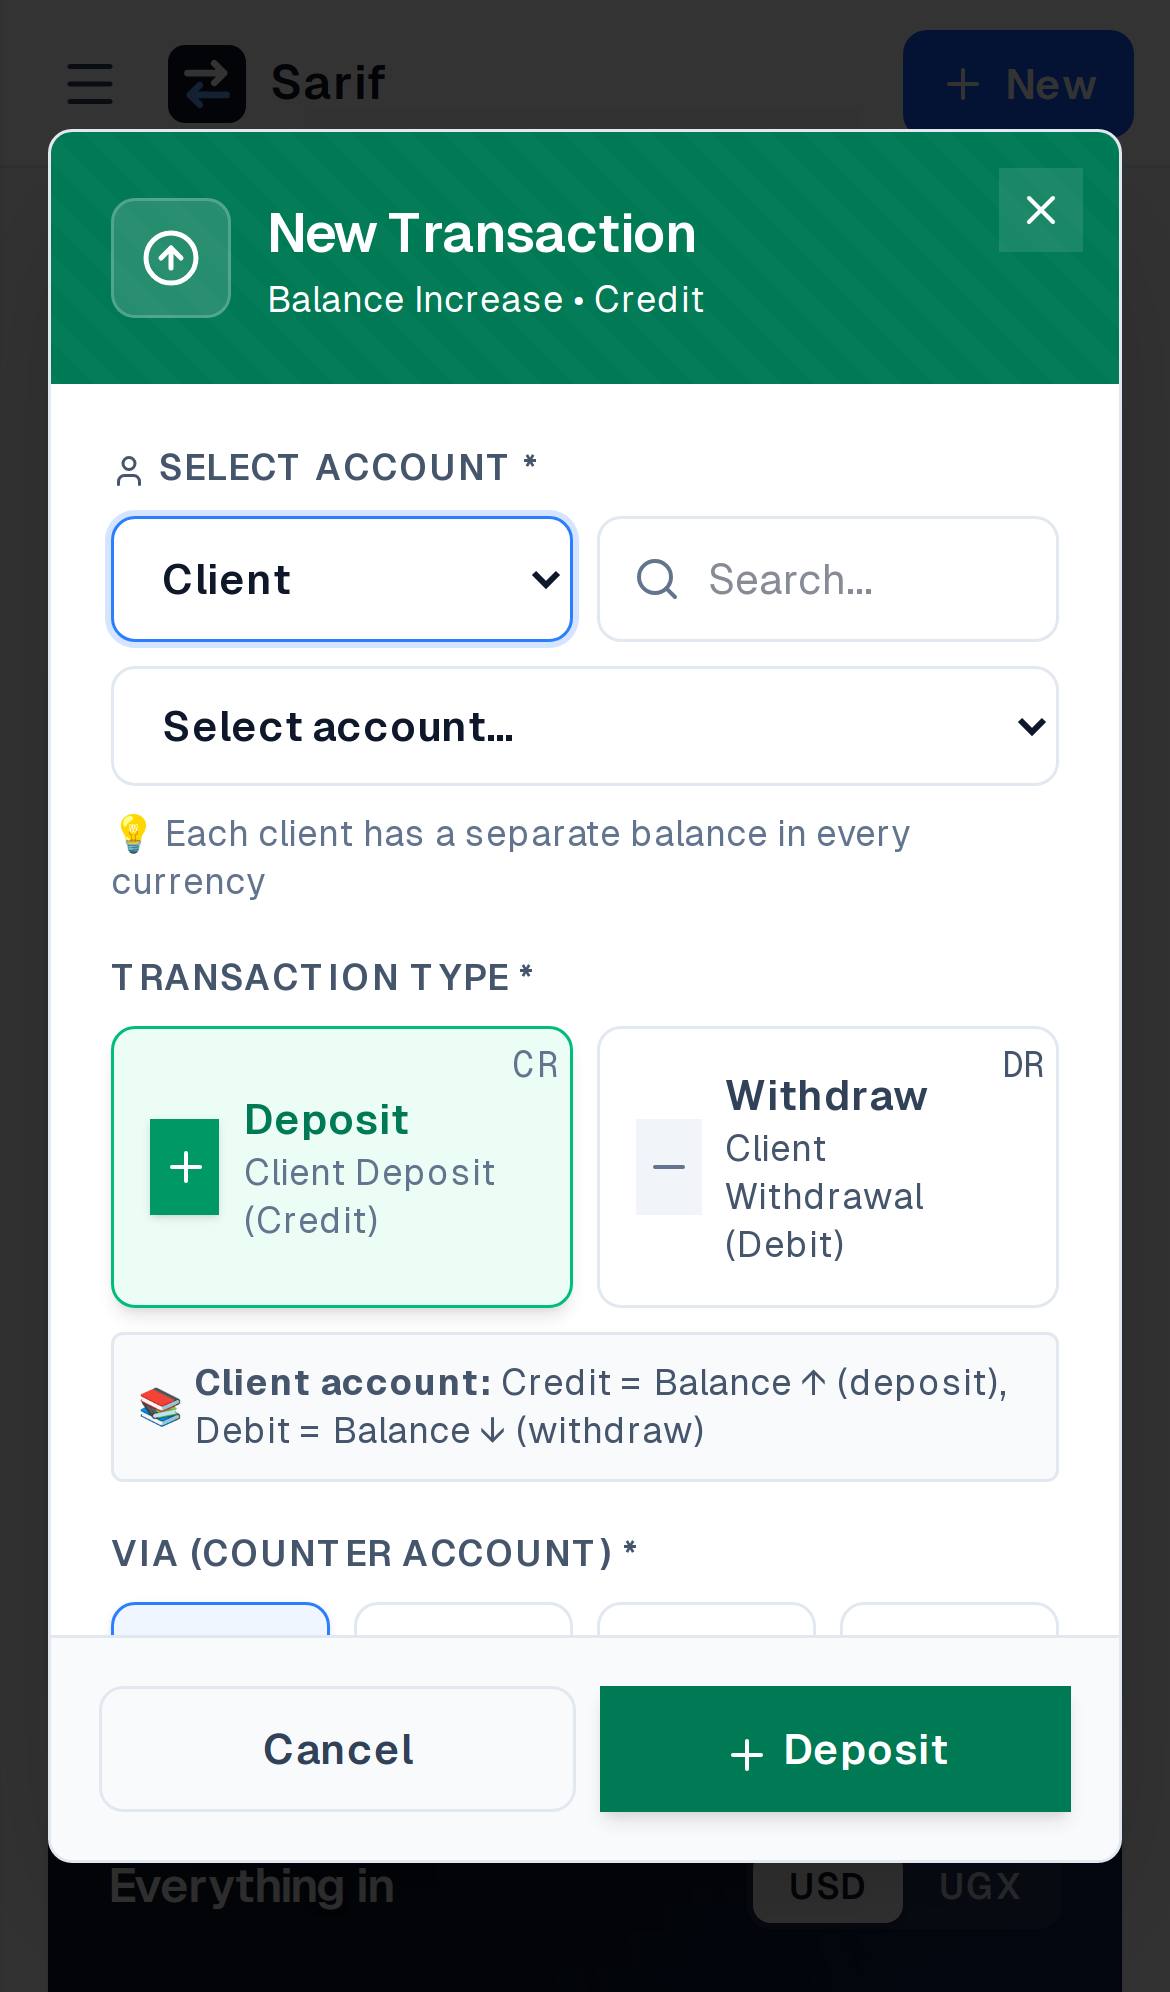 Sarif
+ New
New Transaction
Balance Increase • Credit
SELECT ACCOUNT *
Client
Search...
Select account...
💡 Each client has a separate balance in every
currency
TRANSACTION TYPE *
CR
Deposit
Client Deposit
(Credit)
DR
Withdraw
Client
Withdrawal
(Debit)
📚 Client account: Credit = Balance ↑ (deposit),
Debit = Balance ↓ (withdraw)
VIA (COUNTER ACCOUNT) *
Cancel
+ Deposit
Everything in
USD
UGX